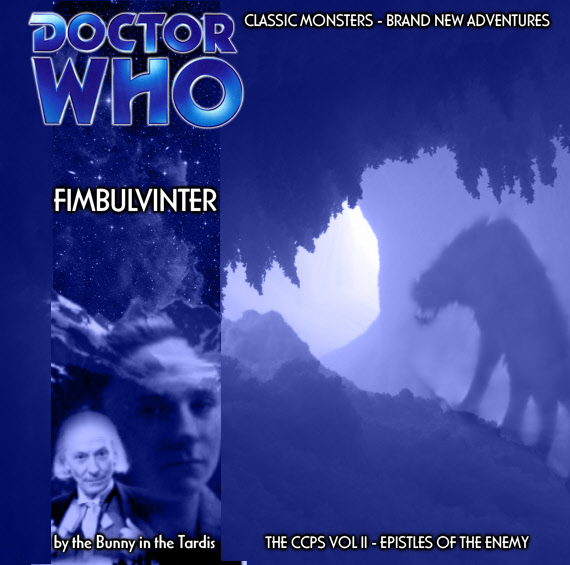 DOCTOR
WHO
CLASSIC MONSTERS - BRAND NEW ADVENTURES
FIMBULVINTER
by the Bunny in the Tardis
THE CCPS VOL II - EPISTLES OF THE ENEMY